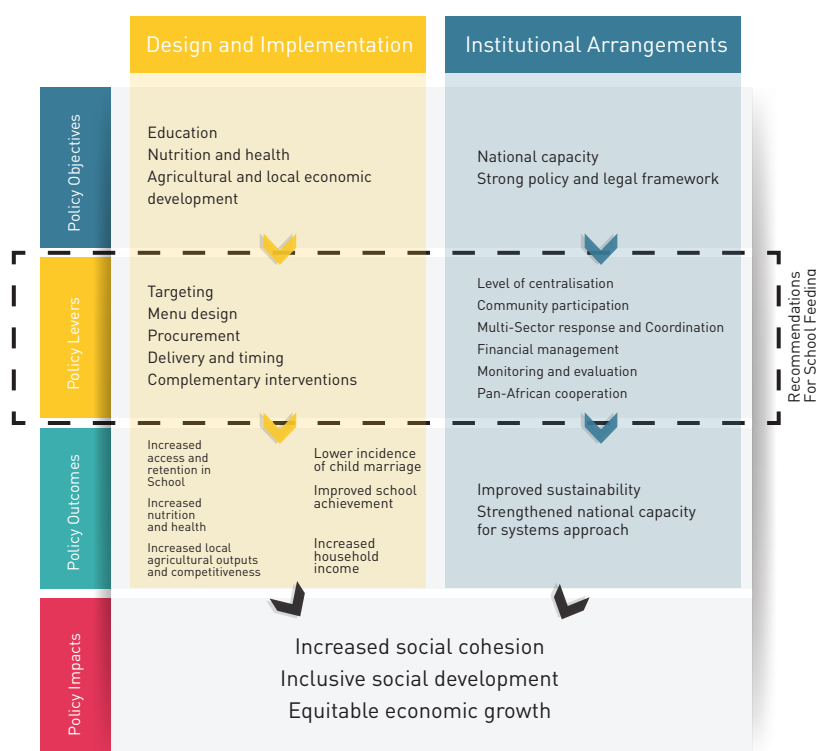 Design and Implementation
Institutional Arrangements
Policy Objectives
Education
Nutrition and health
Agricultural and local economic
development
National capacity
Strong policy and legal framework
Policy Levers
Targeting
Menu design
Procurement
Delivery and timing
Complementary interventions
Level of centralisation
Community participation
Multi-Sector response and Coordination
Financial management
Monitoring and evaluation
Pan-African cooperation
Recommendations
For School Feeding
Policy Outcomes
Increased
access and
retention in
School
Increased
nutrition
and health
Increased local
agricultural outputs
and competitiveness
Lower incidence
of child marriage
Improved school
achievement
Increased
household
income
Improved sustainability
Strengthened national capacity
for systems approach
Policy Impacts
Increased social cohesion
Inclusive social development
Equitable economic growth